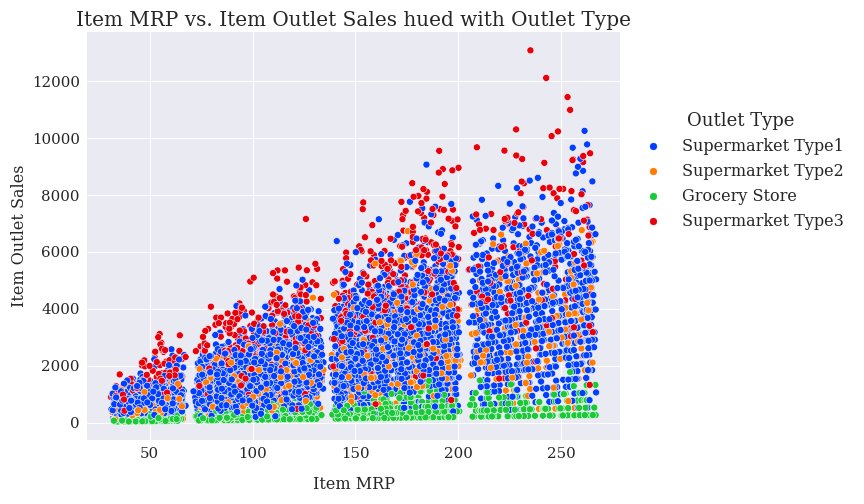 Item MRP vs. Item Outlet Sales hued with Outlet Type
12000
10000
8000
6000
4000
2000
0
Item Outlet Sales
50 100 150 200 250
Item MRP
Outlet Type
Supermarket Type1
Supermarket Type2
Grocery Store
Supermarket Type3